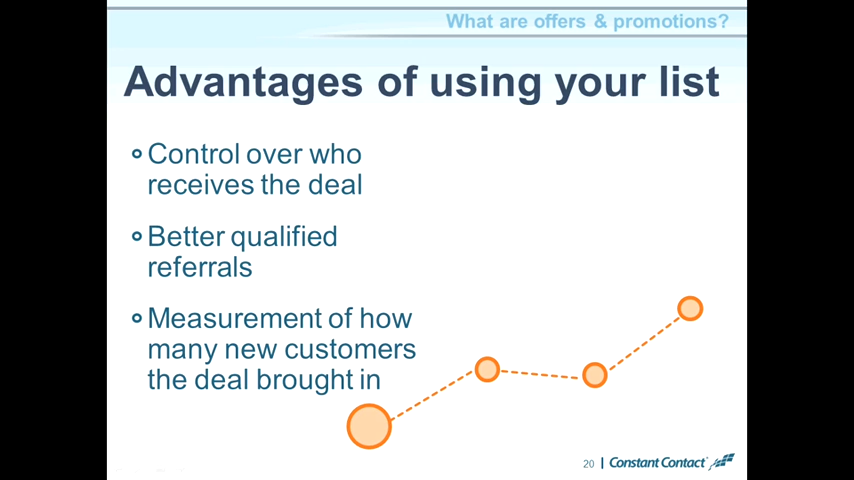 What are offers & promotions?
Advantages of using your list
Control over who
receives the deal
Better qualified
referrals
Measurement of how
many new customers
the deal brought in
20 | Constant Contact